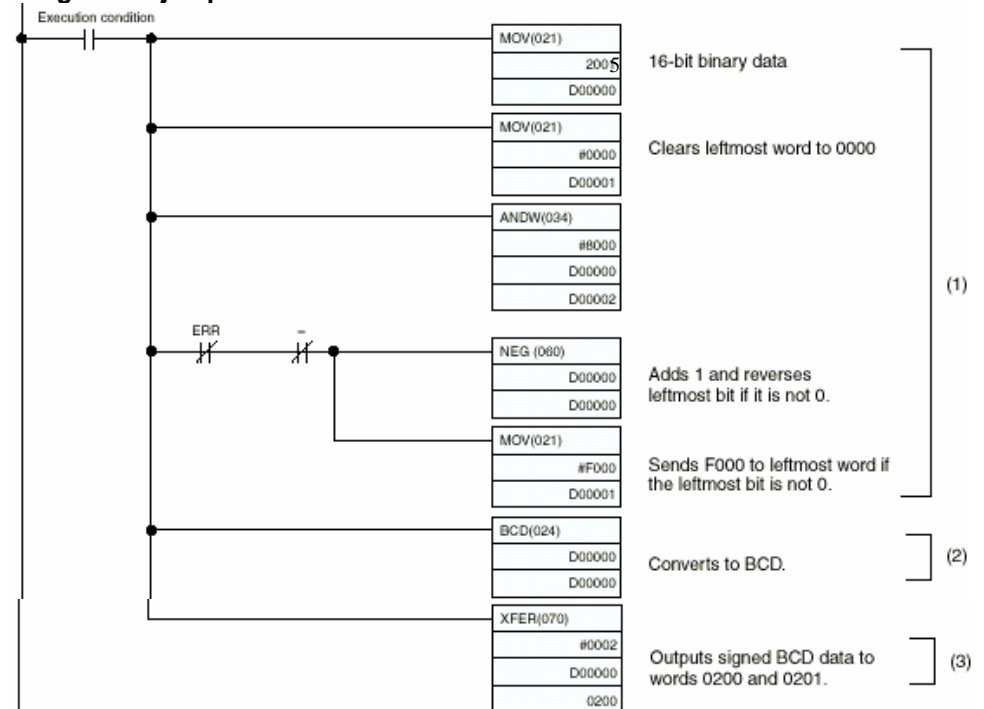 Execution condition
MOV(021)
2005
D00000
16-bit binary data
MOV(021)
#0000
D00001
Clears leftmost word to 0000
ANDW(034)
#8000
D00000
D00002
(1)
ERR
–
NEG (060)
D00000
D00000
Adds 1 and reverses
leftmost bit if it is not 0.
MOV(021)
#F000
D00001
Sends F000 to leftmost word if
the leftmost bit is not 0.
BCD(024)
D00000
D00000
Converts to BCD.
(2)
XFER(070)
#0002
D00000
0200
Outputs signed BCD data to
words 0200 and 0201.
(3)